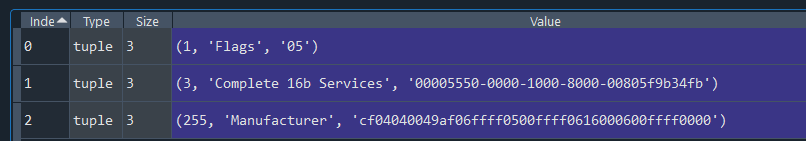 Inde Type Size Value
0 tuple 3 (1, 'Flags', '05')
1 tuple 3 (3, 'Complete 16b Services', '00005550-0000-1000-8000-00805f9b34fb')
2 tuple 3 (255, 'Manufacturer', 'cf04040049af06ffff0500ffff0616000600ffff0000')